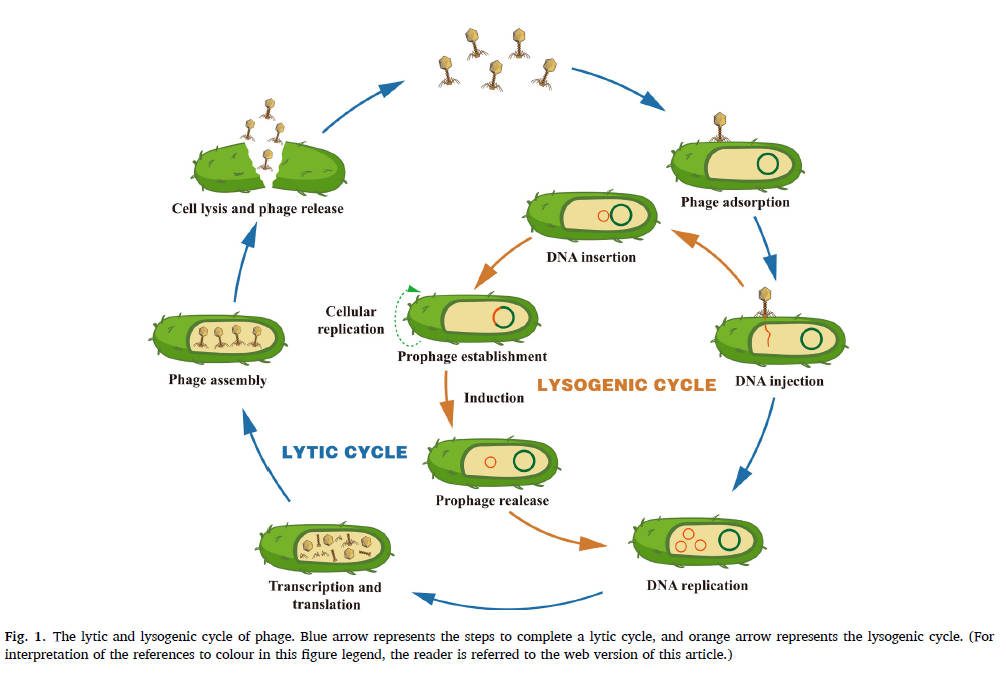 Cell lysis and phage release
Phage adsorption
DNA insertion
Cellular
replication
Prophage establishment
Phage assembly
LYSOGENIC CYCLE
DNA injection
Induction
LYTIC CYCLE
Prophage realease
Transcription and
translation
DNA replication
Fig. 1. The lytic and lysogenic cycle of phage. Blue arrow represents the steps to complete a lytic cycle, and orange arrow represents the lysogenic cycle. (For
interpretation of the references to colour in this figure legend, the reader is referred to the web version of this article.)